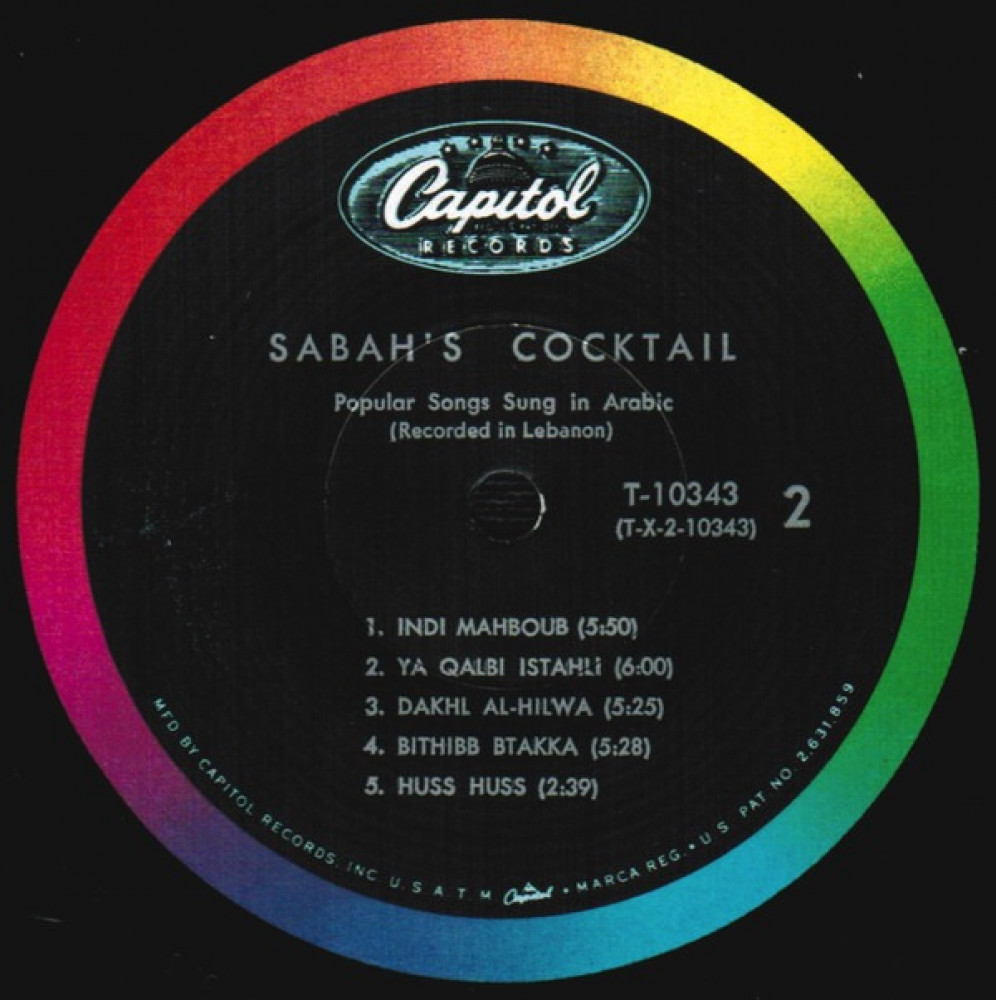 Capitol
RECORDS
SABAH'S COCKTAIL
Popular Songs Sung in Arabic
(Recorded in Lebanon)
T-10343
(T-X-2-10343)
2
1. INDI MAHBOUB (5:50)
2. YA QALBI ISTAHLI (6:00)
3. DAKHL AL-HILWA (5:25)
4. BITHIBB BTAKKA (5:28)
5. HUSS HUSS (2:39)
MFD BY CAPITOL RECORDS, INC. U.S.A. T.M. Capitol • MARCA REG. • U.S. PAT. NO. 2,631,859